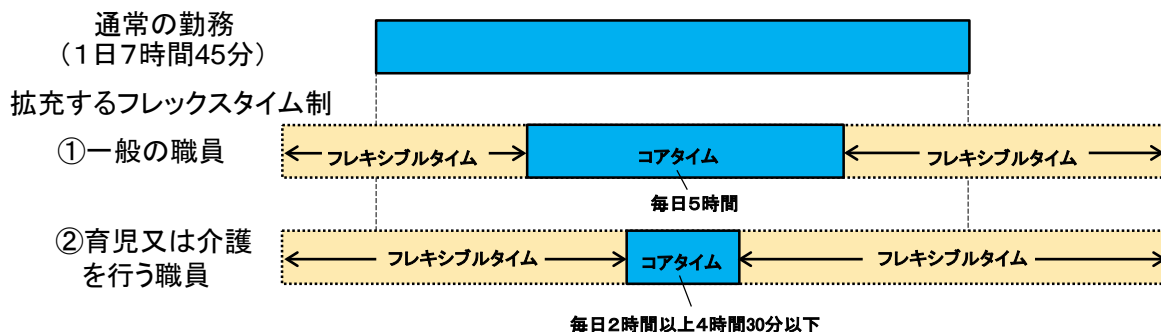 通常の勤務
（１日７時間45分）
拡充するフレックスタイム制
①一般の職員
フレキシブルタイム
コアタイム
フレキシブルタイム
毎日５時間
②育児又は介護
を行う職員
フレキシブルタイム
コアタイム
フレキシブルタイム
毎日２時間以上４時間30分以下